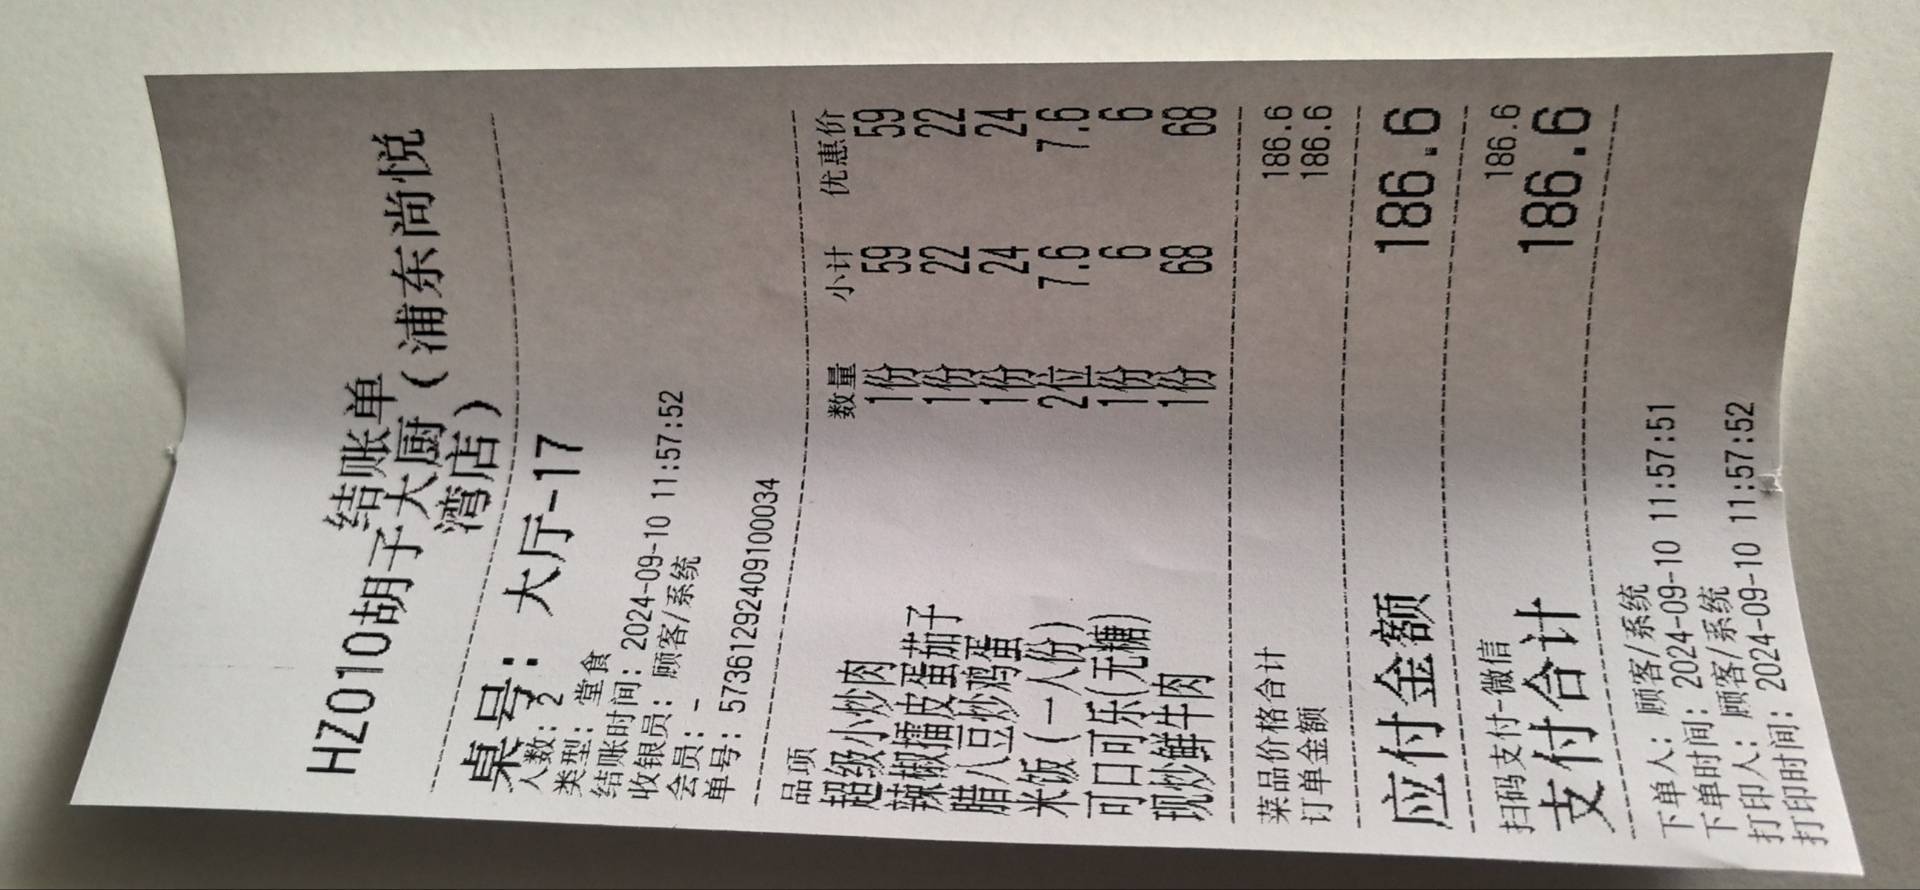 结账单
HZ010胡子大厨(浦东尚悦
湾店)
桌号: 大厅-17
人数: 2
类型: 堂食
结账时间: 2024-09-10 11:57:52
收银员: 顾客/系统
会员: -
单号: 573612924091000​34
品项 数量 小计 优惠价
超级小炒肉 1份 59 59
辣椒擂皮蛋茄子 1份 22 22
腊八豆炒鸡蛋 1份 24 24
米饭(一人份) 2位 7.6 7.6
可口可乐(无糖) 1份 6 6
现炒鲜牛肉 1份 68 68
菜品价格合计 186.6
订单金额 186.6
应付金额 186.6
扫码支付-微信 186.6
支付合计 186.6
下单人: 顾客/系统
下单时间: 2024-09-10 11:57:51
打印人: 顾客/系统
打印时间: 2024-09-10 11:57:52